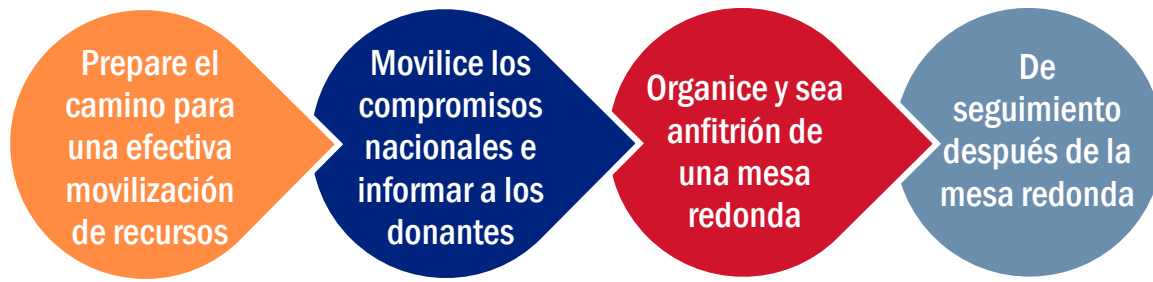 Prepare el
camino para
una efectiva
movilización
de recursos
Movilice los
compromisos
nacionales e
informar a los
donantes
Organice y sea
anfitrión de
una mesa
redonda
De
seguimiento
después de la
mesa redonda